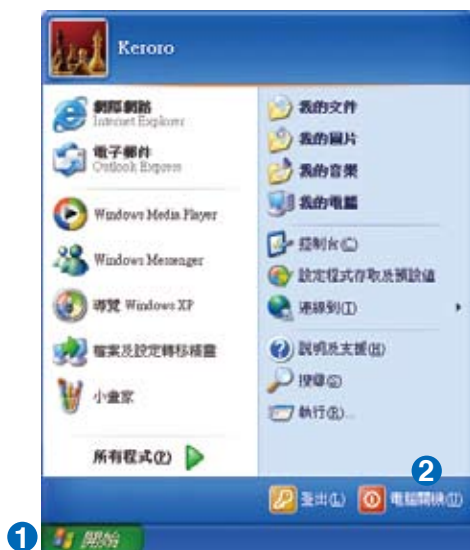 Keroro
網際網路
Internet Explorer
電子郵件
Outlook Express
Windows Media Player
Windows Messenger
導覽 Windows XP
檔案及設定轉移精靈
小畫家
所有程式(P)
我的文件
我的圖片
我的音樂
我的電腦
控制台(C)
設定程式存取及預設值
連線到(T)
說明及支援(H)
搜尋(S)
執行(R)...
2
登出(L)
電腦關機(U)
1
開始